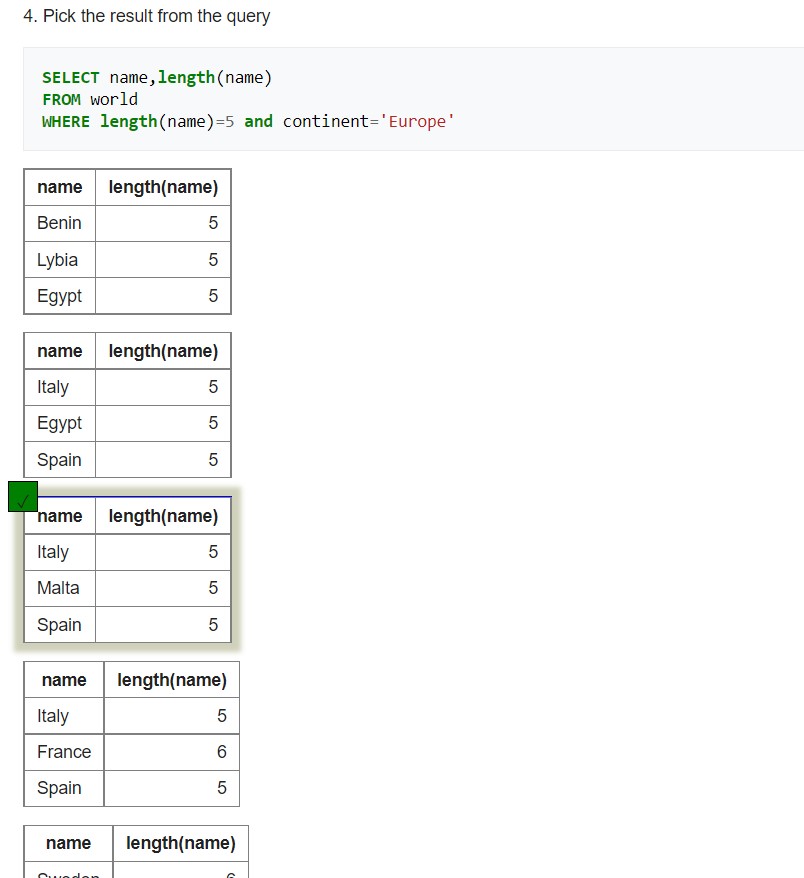 4. Pick the result from the query
SELECT name,length(name)
FROM world
WHERE length(name)=5 and continent='Europe'
name length(name)
Benin 5
Lybia 5
Egypt 5
name length(name)
Italy 5
Egypt 5
Spain 5
✓
name length(name)
Italy 5
Malta 5
Spain 5
name length(name)
Italy 5
France 6
Spain 5
name length(name)
Sweden 6